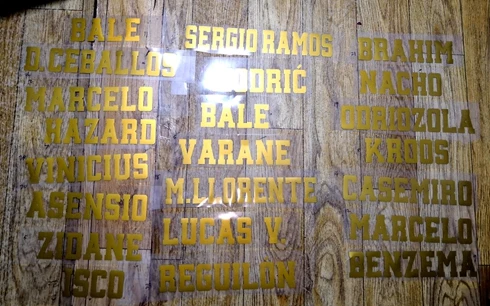 BALE
D.CEBALLOS
MARCELO
HAZARD
VINICIUS
ASENSIO
ZIDANE
ISCO
SERGIO RAMOS
MODRIĆ
BALE
VARANE
M.LLORENTE
LUCAS V.
REGUILON
BRAHIM
NACHO
ODRIOZOLA
KROOS
CASEMIRO
MARCELO
BENZEMA